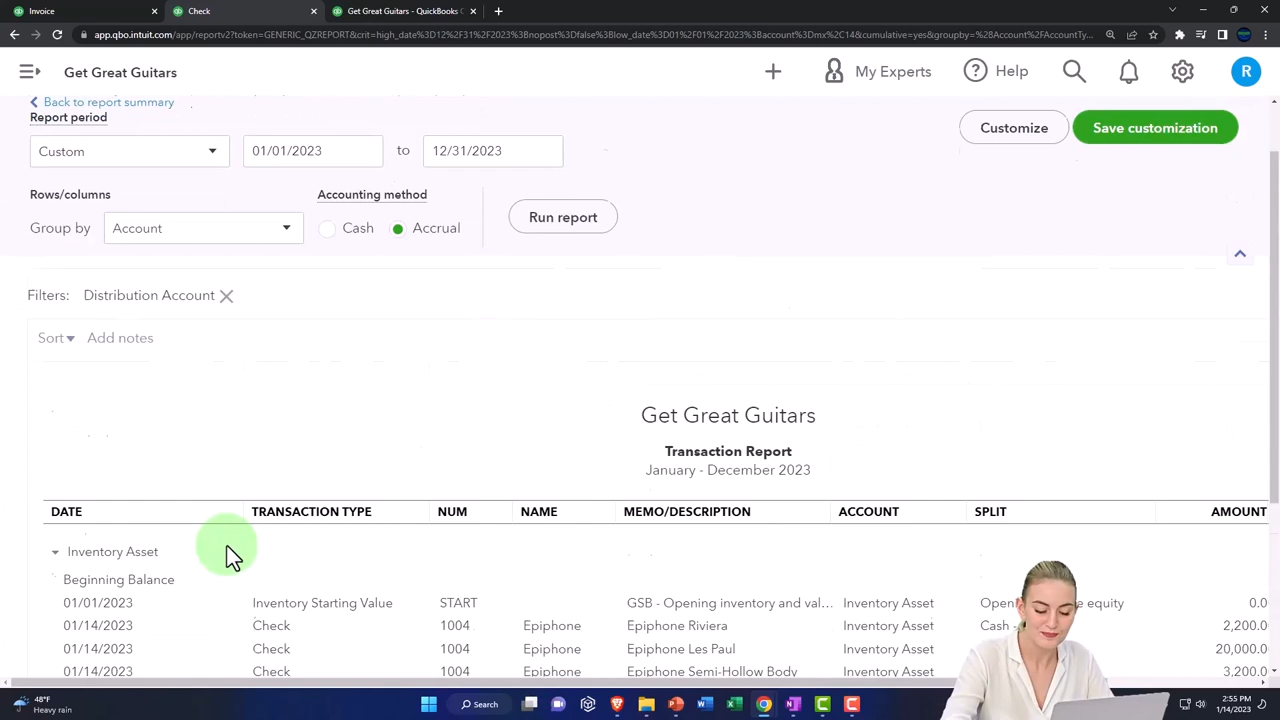 Invoice
Check
Get Great Guitars - QuickBooks
app.qbo.intuit.com/app/reportv2?token=GENERIC_QZREPORT&crit=high_date%3D12%2F31%2F2023%3Bnopost%3Dfalse%3Blow_date%3D01%2F01%2F2023%3Baccount%3Dmx%2C14&cumulative=yes&groupby=%28Account%2FAccountTy...
Get Great Guitars
My Experts
Help
R
Back to report summary
Report period
Custom
01/01/2023 to 12/31/2023
Customize
Save customization
Rows/columns
Accounting method
Group by Account
Cash
Accrual
Run report
Filters: Distribution Account
Sort
Add notes
Get Great Guitars
Transaction Report
January - December 2023
DATE TRANSACTION TYPE NUM NAME MEMO/DESCRIPTION ACCOUNT SPLIT AMOUNT
Inventory Asset
Beginning Balance
01/01/2023 Inventory Starting Value START GSB - Opening inventory and val... Inventory Asset equity 0.0
01/14/2023 Check 1004 Epiphone Epiphone Riviera Inventory Asset Cash - 2,200.0
01/14/2023 Check 1004 Epiphone Epiphone Les Paul Inventory Asset 20,000.0
01/14/2023 Check 1004 Epiphone Epiphone Semi-Hollow Body Inventory Asset 3,200.0
48°F
Heavy rain
Search
2:55 PM
1/14/2023